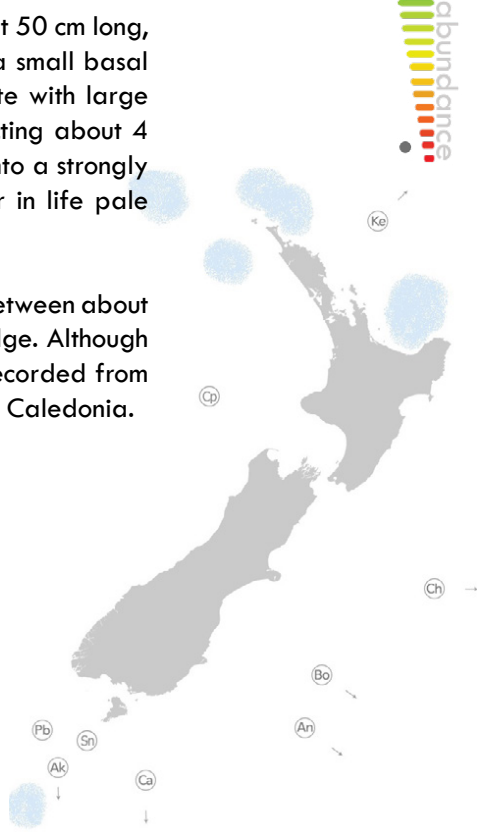 t 50 cm long,
a small basal
te with large
ting about 4
nto a strongly
r in life pale
etween about
lge. Although
ecorded from
Caledonia.
abundance
Ke
Cp
Ch
Bo
An
Pb
Sn
Ak
Ca